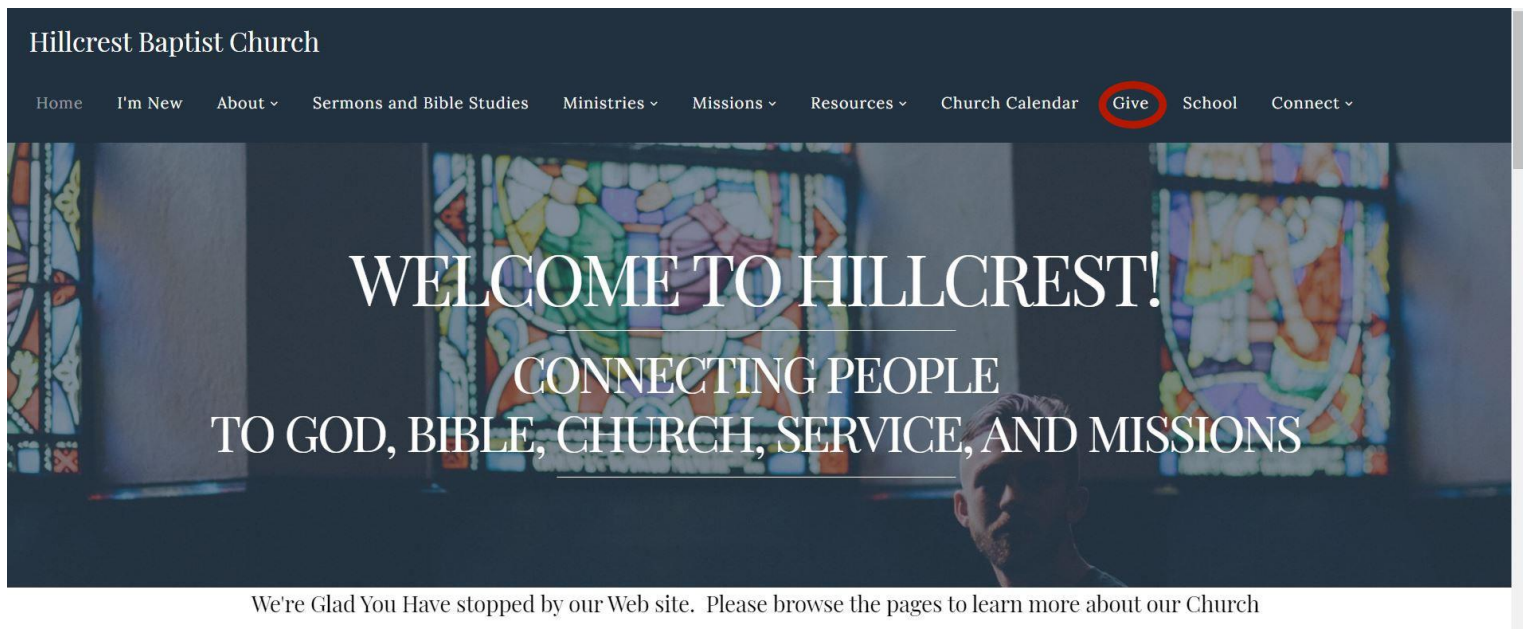 Hillcrest Baptist Church
Home I'm New About Sermons and Bible Studies Ministries Missions Resources Church Calendar Give School Connect
WELCOME TO HILLCREST!
CONNECTING PEOPLE
TO GOD, BIBLE, CHURCH, SERVICE, AND MISSIONS
We're Glad You Have stopped by our Web site.  Please browse the pages to learn more about our Church